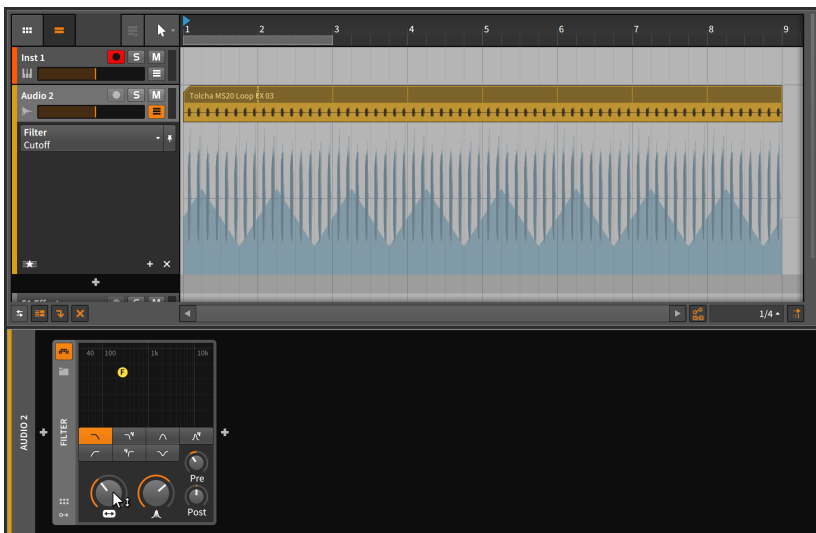 1 2 3 4 5 6 7 8 9
Inst 1 S M
Audio 2 S M
Tolcha MS20 Loop EX 03
Filter
Cutoff
1/4
AUDIO 2
FILTER
40 100 1k 10k
F
Pre
Post